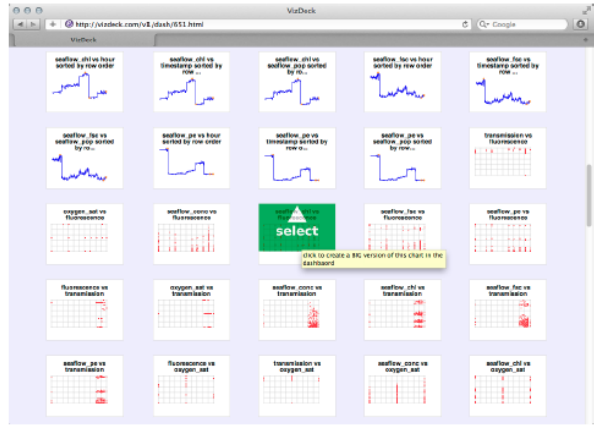 VizDeck
http://vizdeck.com/v1/dash/651.html
Google
VizDeck
seaflow_chl vs hour
sorted by row order
seaflow_chl vs
timestamp sorted by
row ...
seaflow_chl vs
seaflow_pop sorted
by ro...
seaflow_fsc vs hour
sorted by row order
seaflow_fsc vs
timestamp sorted by
row ...
seaflow_fsc vs
seaflow_pop sorted
by ro...
seaflow_pe vs hour
sorted by row order
seaflow_pe vs
timestamp sorted by
row o...
seaflow_pe vs
seaflow_pop sorted
by row...
transmission vs
fluorescence
oxygen_sat vs
fluorescence
seaflow_conc vs
fluorescence
seaflow_chl vs
fluorescence
select
click to create a BIG version of this chart in the
dashboard
seaflow_fsc vs
fluorescence
seaflow_pe vs
fluorescence
fluorescence vs
transmission
oxygen_sat vs
transmission
seaflow_conc vs
transmission
seaflow_chl vs
transmission
seaflow_fsc vs
transmission
seaflow_pe vs
transmission
fluorescence vs
oxygen_sat
transmission vs
oxygen_sat
seaflow_conc vs
oxygen_sat
seaflow_chl vs
oxygen_sat